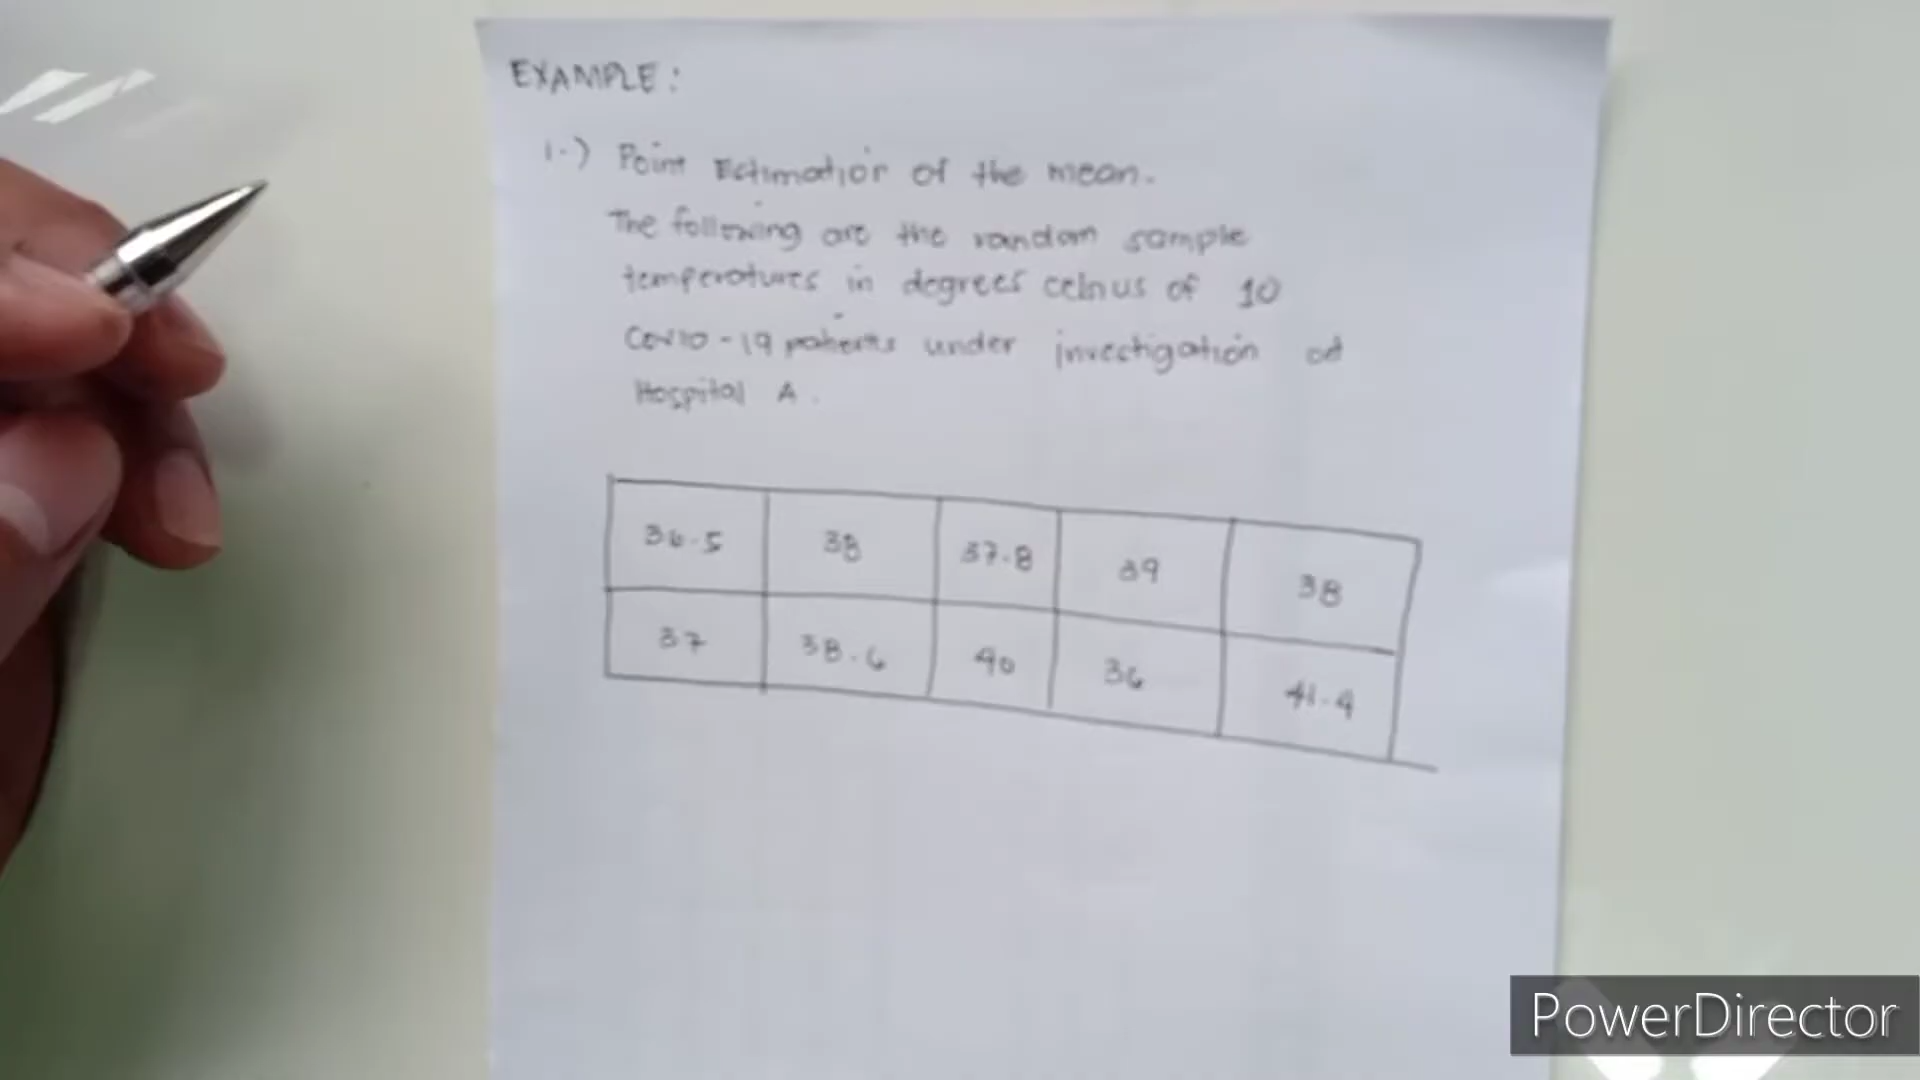 EXAMPLE:
1.) Point Estimation of the mean.
The following are the random sample
temperatures in degrees celsius of 10
Covid-19 patients under investigation at
Hospital A.
36.5 38 37.8 39 38
37 38.6 40 36 41.4
PowerDirector